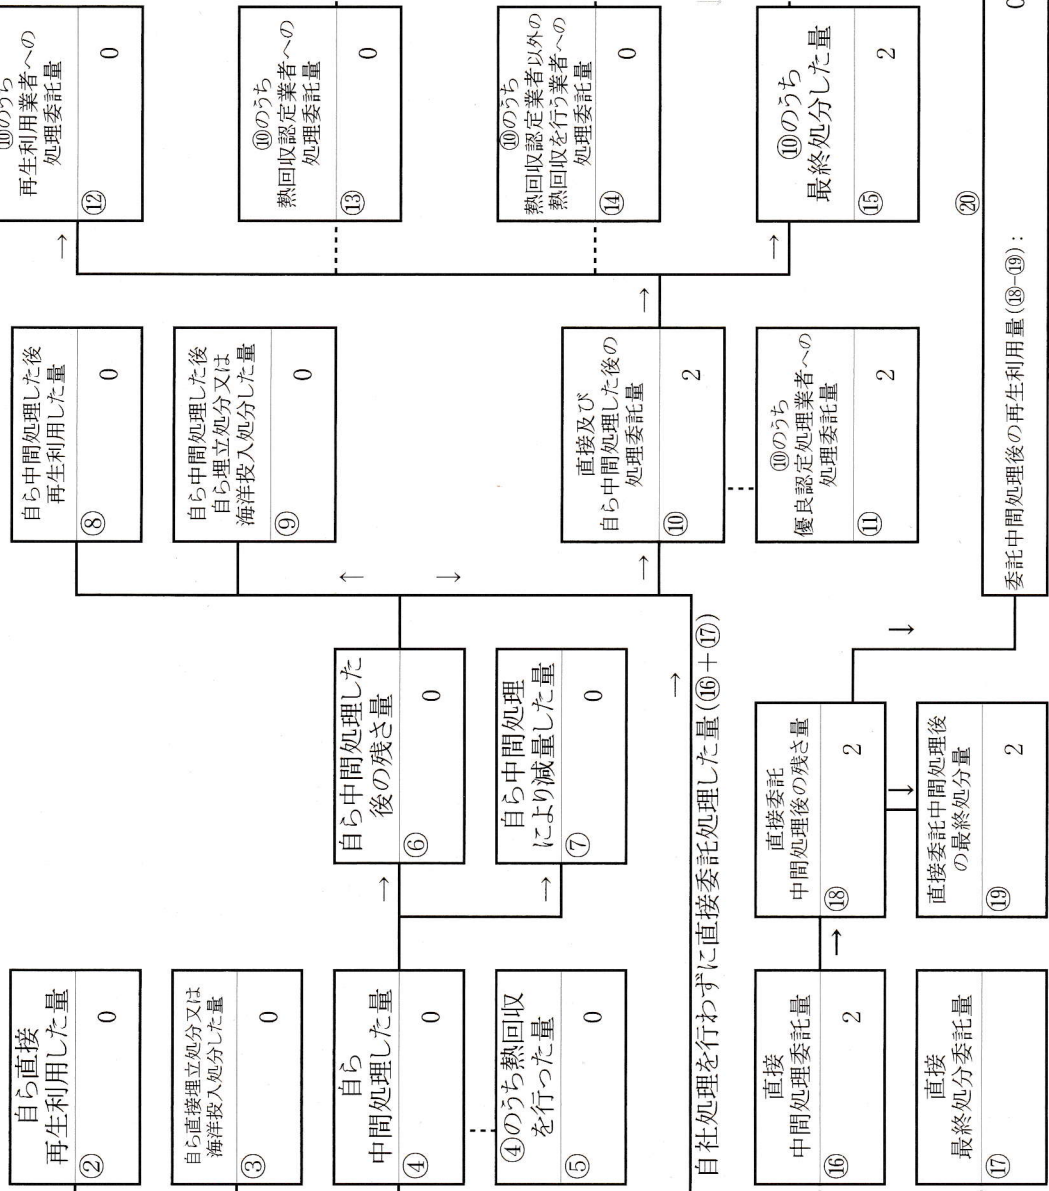 自ら直接
再生利用した量
② 0
自ら直接埋立処分又は
海洋投入処分した量
③ 0
自ら
中間処理した量
④ 0
④のうち熱回収
を行った量
⑤ 0
自ら中間処理した
後の残さ量
⑥ 0
自ら中間処理
により減量した量
⑦ 0
自ら中間処理した後
再生利用した量
⑧ 0
自ら中間処理した後
自ら埋立処分又は
海洋投入処分した量
⑨ 0
直接及び
自ら中間処理した後の
処理委託量
⑩ 2
⑩のうち
優良認定処理業者への
処理委託量
⑪ 2
⑩のうち
再生利用業者への
処理委託量
⑫ 0
⑩のうち
熱回収認定業者への
処理委託量
⑬ 0
⑩のうち
熱回収認定業者以外の
熱回収を行う業者への
処理委託量
⑭ 0
⑩のうち
最終処分した量
⑮ 2
自社処理を行わずに直接委託処理した量(⑯+⑰)
直接
中間処理委託量
⑯ 2
直接
最終処分委託量
⑰
直接委託
中間処理後の残さ量
⑱ 2
直接委託中間処理後
の最終処分量
⑲ 2
⑳
委託中間処理後の再生利用量(⑱-⑲): 0